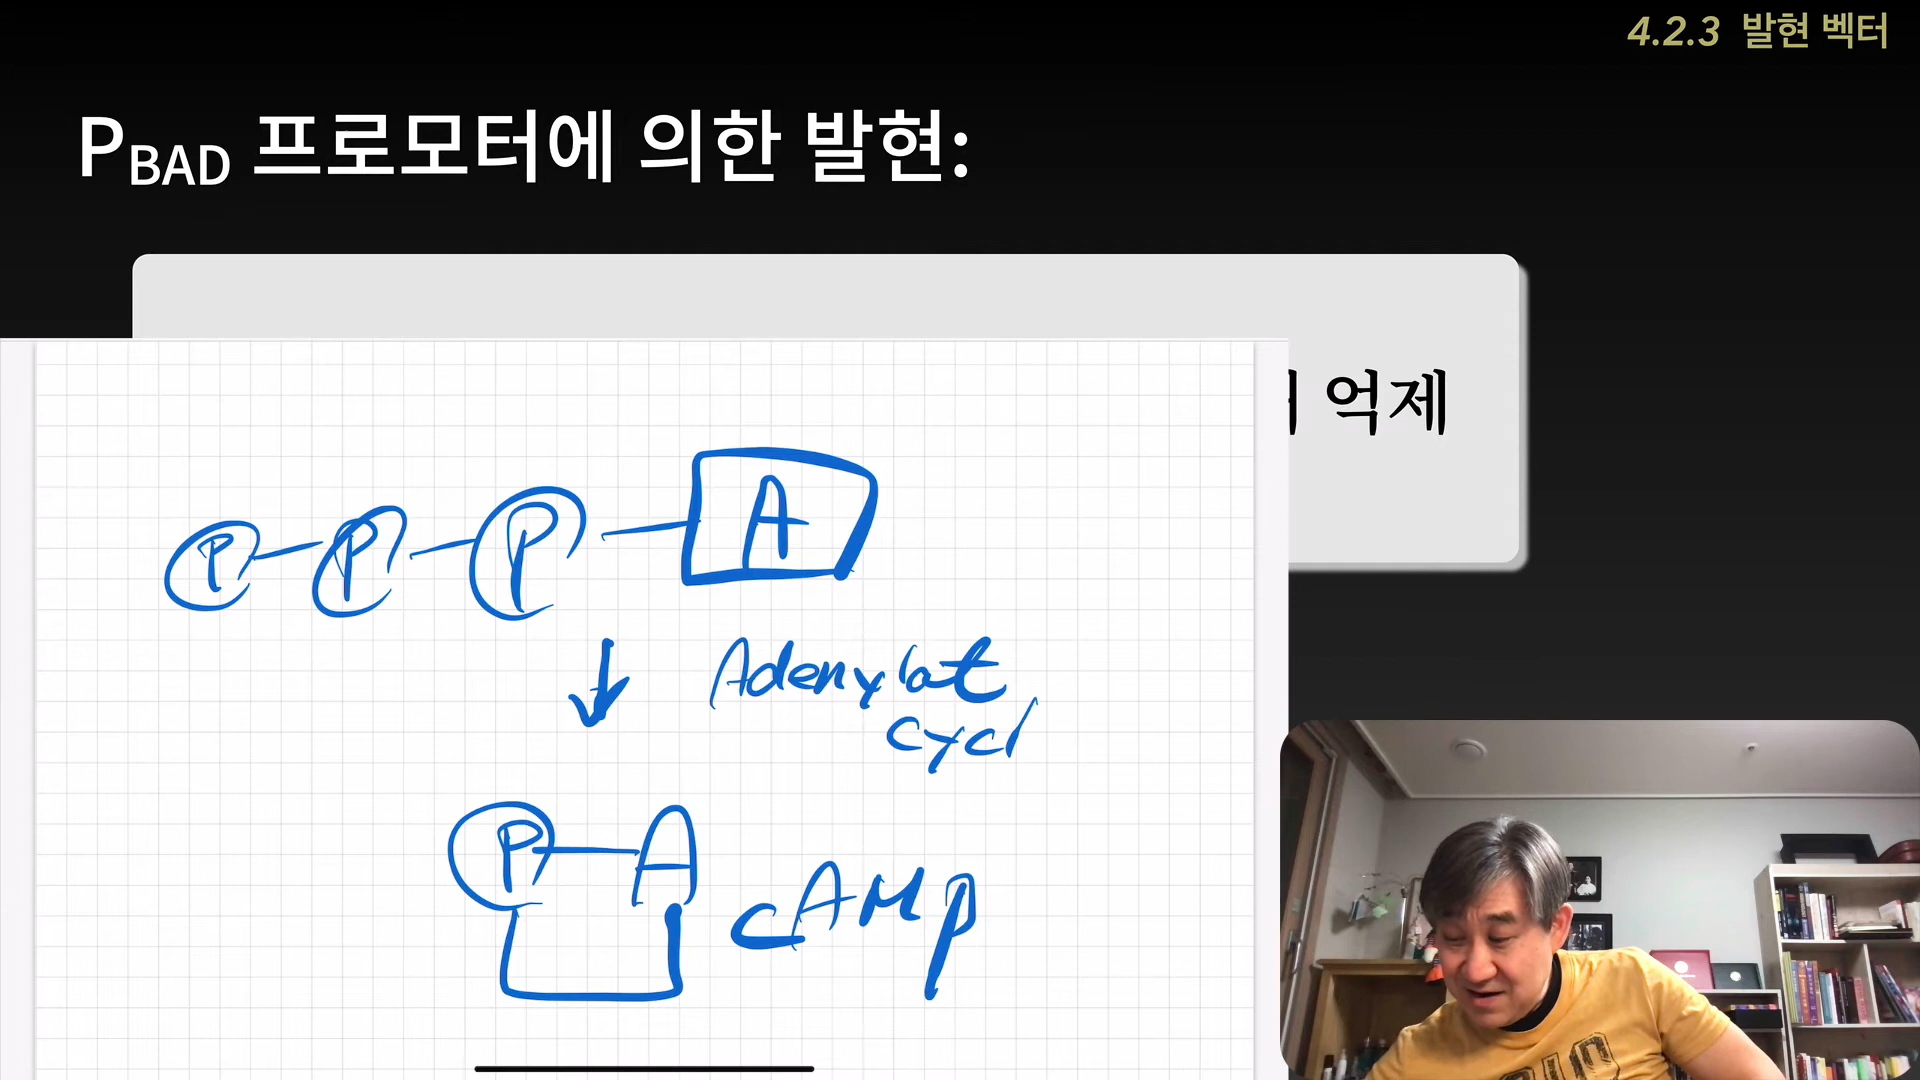 4.2.3 발현 벡터
PBAD 프로모터에 의한 발현:
억제
P P P A
Adenylat
cycl
P A
cAMP